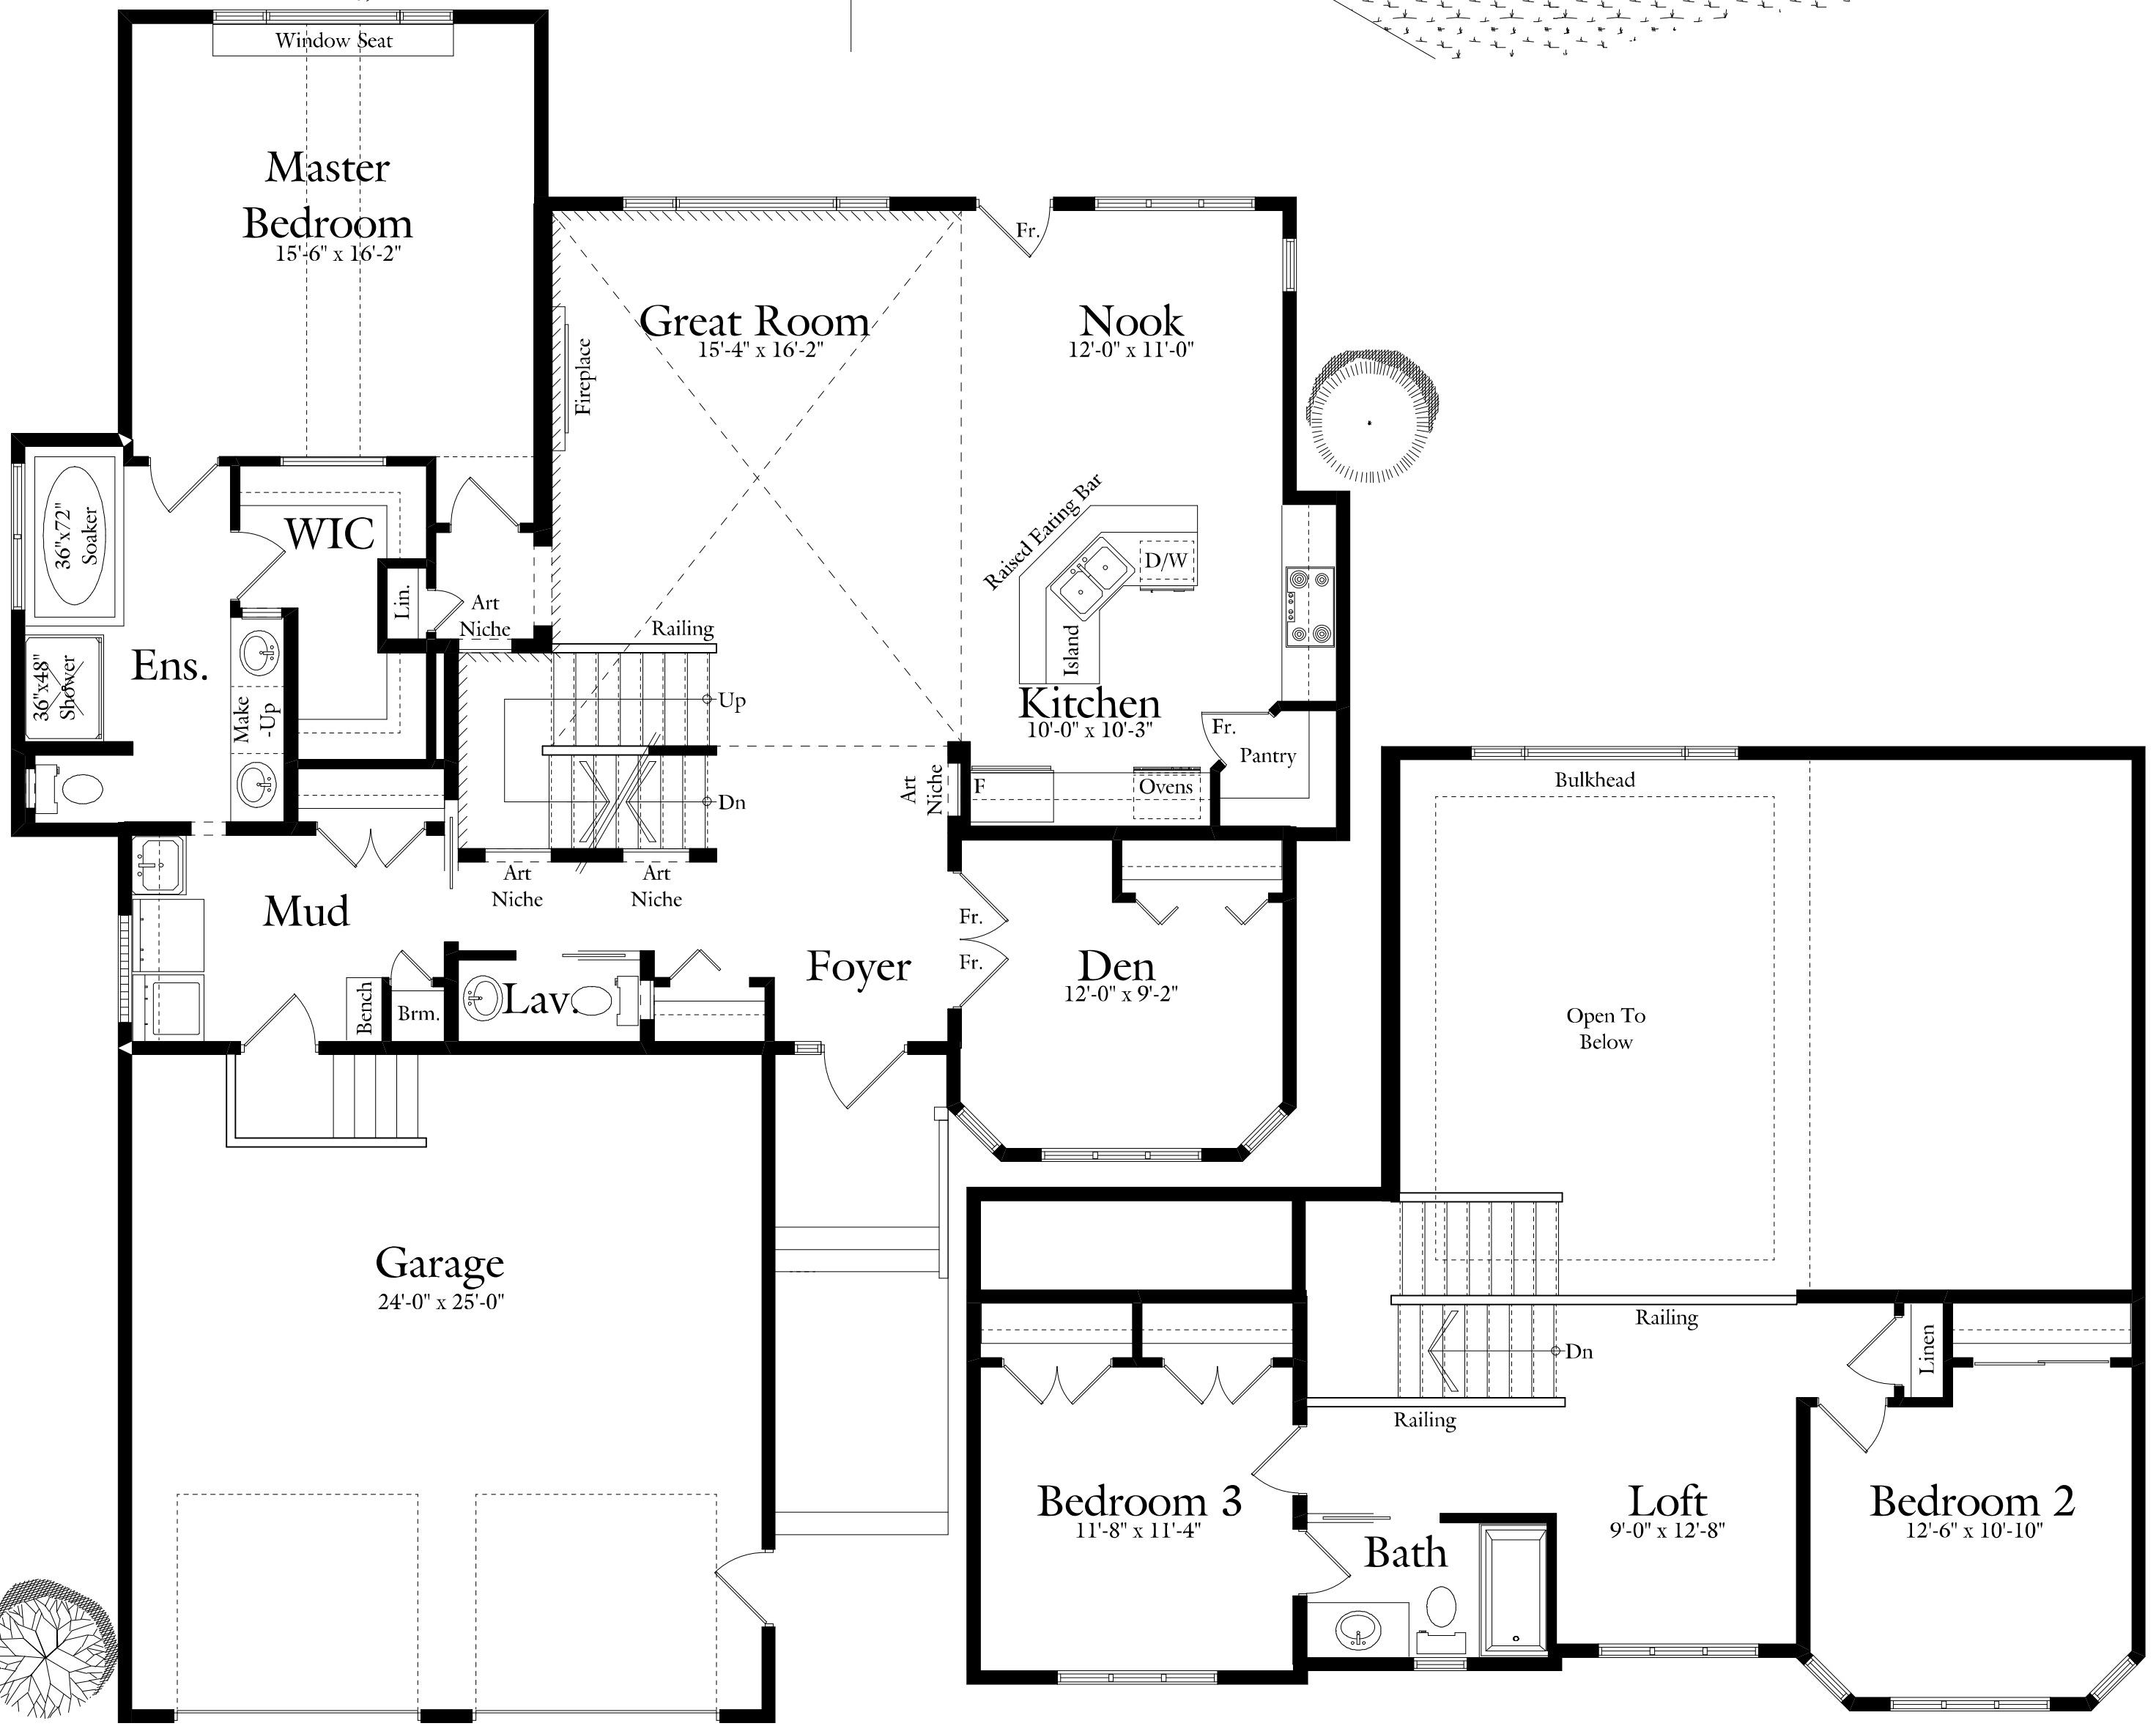 Window Seat
Master
Bedroom
15'-6" x 16'-2"
Fr.
Great Room
15'-4" x 16'-2"
Nook
12'-0" x 11'-0"
Fireplace
36"x72"
Soaker
WIC
Lin.
Art
Niche
Railing
Raised Eating Bar
D/W
Island
Ens.
36"x48"
Shower
Make
-Up
Up
Dn
Kitchen
10'-0" x 10'-3"
Fr.
Pantry
Art
Niche
F
Ovens
Bulkhead
Art
Niche
Art
Niche
Mud
Fr.
Fr.
Foyer
Den
12'-0" x 9'-2"
Bench
Brm.
Lav.
Open To
Below
Garage
24'-0" x 25'-0"
Railing
Dn
Linen
Railing
Bedroom 3
11'-8" x 11'-4"
Bath
Loft
9'-0" x 12'-8"
Bedroom 2
12'-6" x 10'-10"